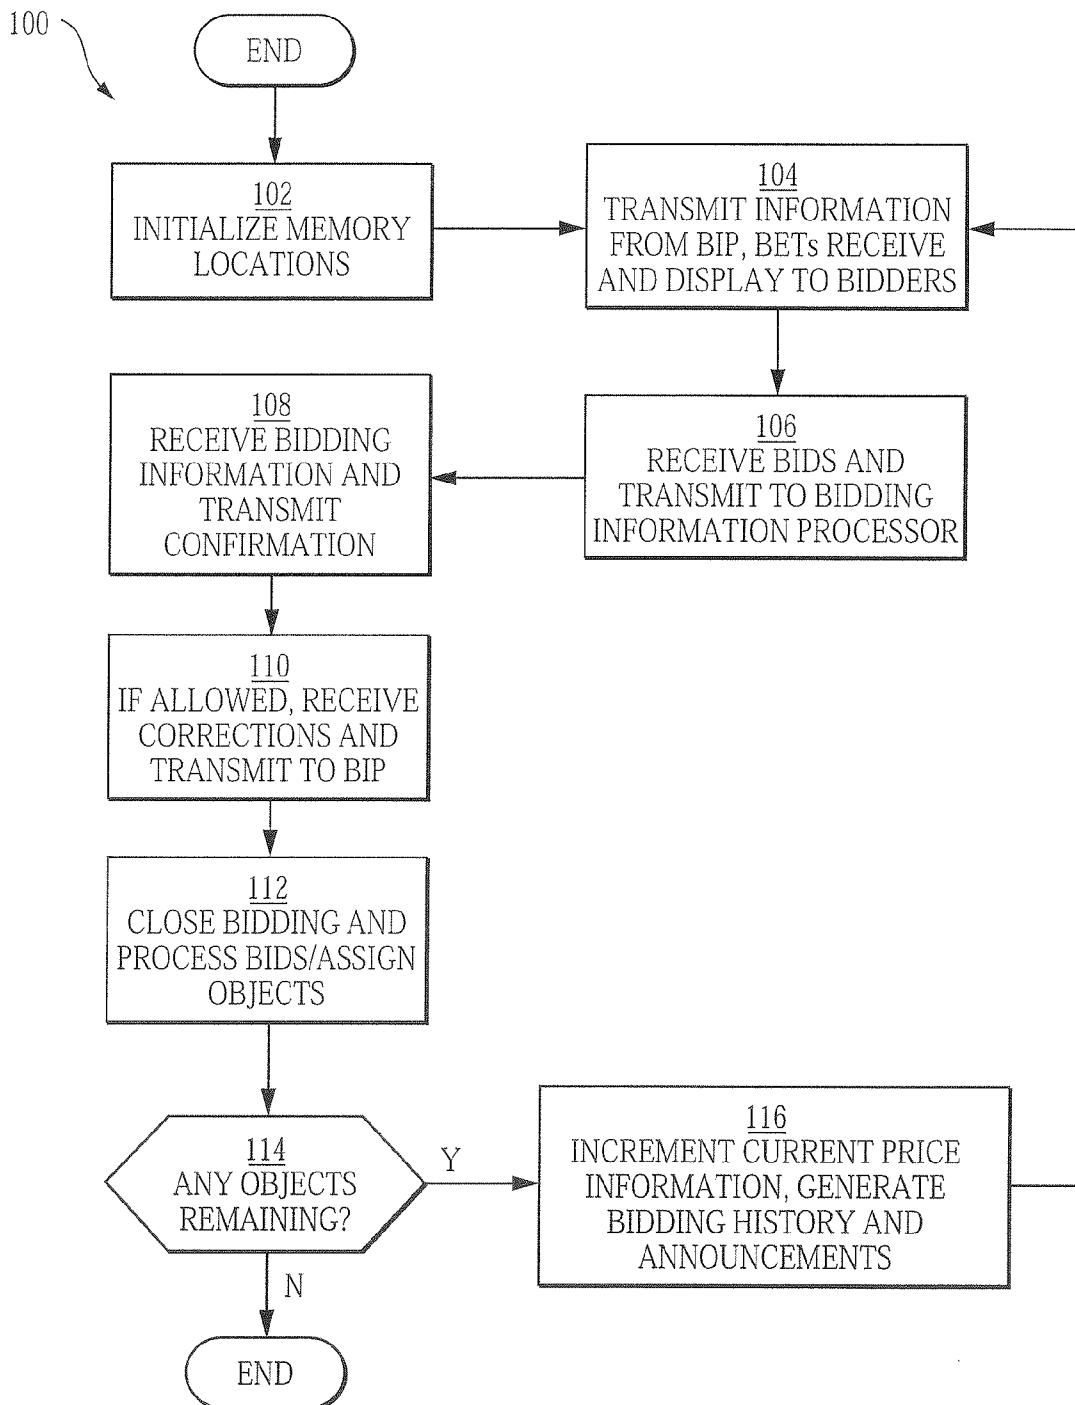 100
END
102
INITIALIZE MEMORY
LOCATIONS
104
TRANSMIT INFORMATION
FROM BIP, BETs RECEIVE
AND DISPLAY TO BIDDERS
106
RECEIVE BIDS AND
TRANSMIT TO BIDDING
INFORMATION PROCESSOR
108
RECEIVE BIDDING
INFORMATION AND
TRANSMIT
CONFIRMATION
110
IF ALLOWED, RECEIVE
CORRECTIONS AND
TRANSMIT TO BIP
112
CLOSE BIDDING AND
PROCESS BIDS/ASSIGN
OBJECTS
114
ANY OBJECTS
REMAINING?
Y
116
INCREMENT CURRENT PRICE
INFORMATION, GENERATE
BIDDING HISTORY AND
ANNOUNCEMENTS
N
END